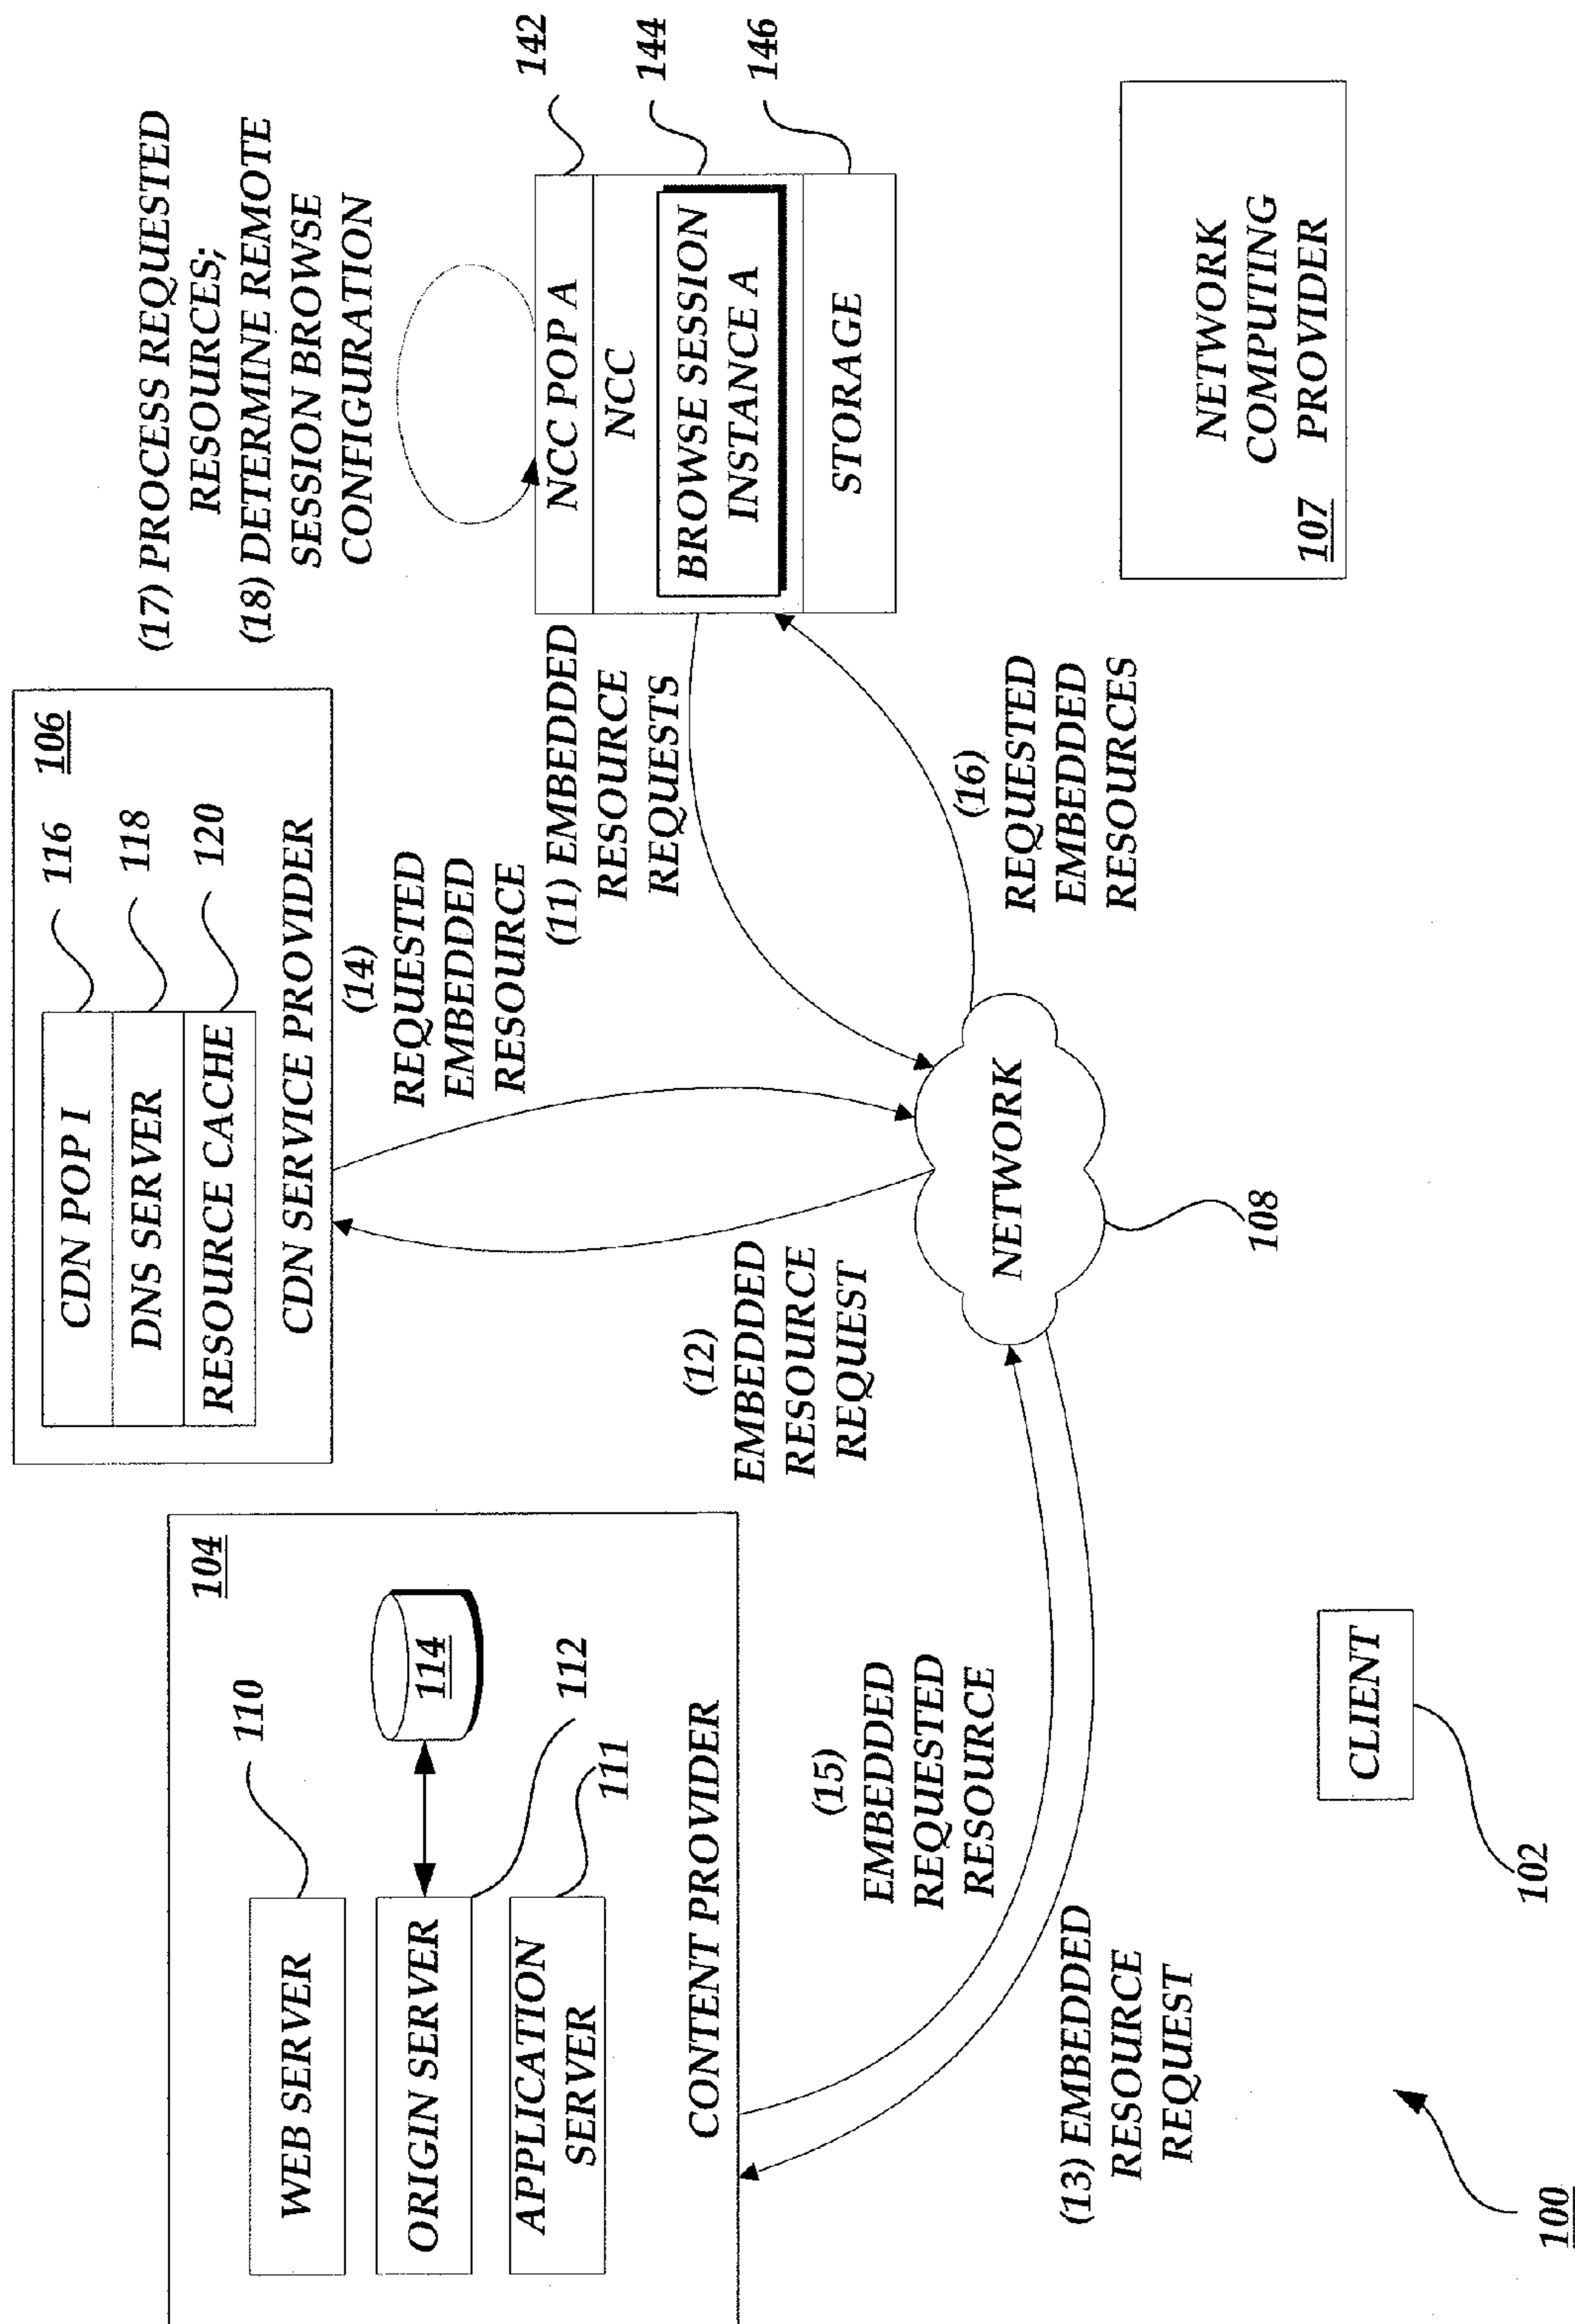 104
WEB SERVER
110
ORIGIN SERVER
114
112
APPLICATION
SERVER
111
CONTENT PROVIDER
106
CDN POP I
116
DNS SERVER
118
RESOURCE CACHE
120
CDN SERVICE PROVIDER
(17) PROCESS REQUESTED
RESOURCES;
(18) DETERMINE REMOTE
SESSION BROWSE
CONFIGURATION
NCC POP A
142
NCC
BROWSE SESSION
INSTANCE A
144
STORAGE
146
(14)
REQUESTED
EMBEDDED
RESOURCE
(11) EMBEDDED
RESOURCE
REQUESTS
(12)
EMBEDDED
RESOURCE
REQUEST
(16)
REQUESTED
EMBEDDED
RESOURCES
(15)
EMBEDDED
REQUESTED
RESOURCE
NETWORK
108
(13) EMBEDDED
RESOURCE
REQUEST
NETWORK
COMPUTING
PROVIDER
107
CLIENT
102
100